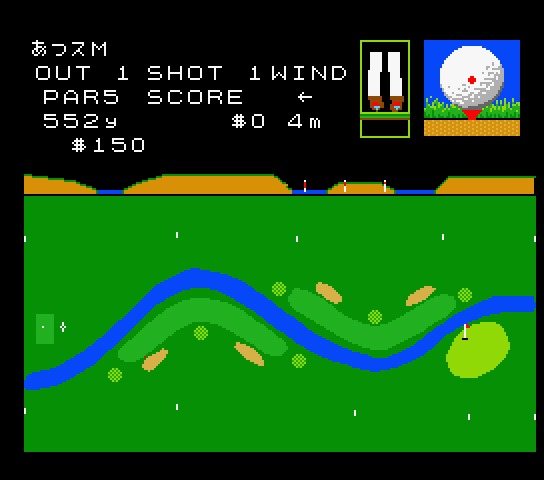 あつスM
OUT 1 SHOT 1 WIND
PAR5 SCORE ←
552y #0 4m
#150